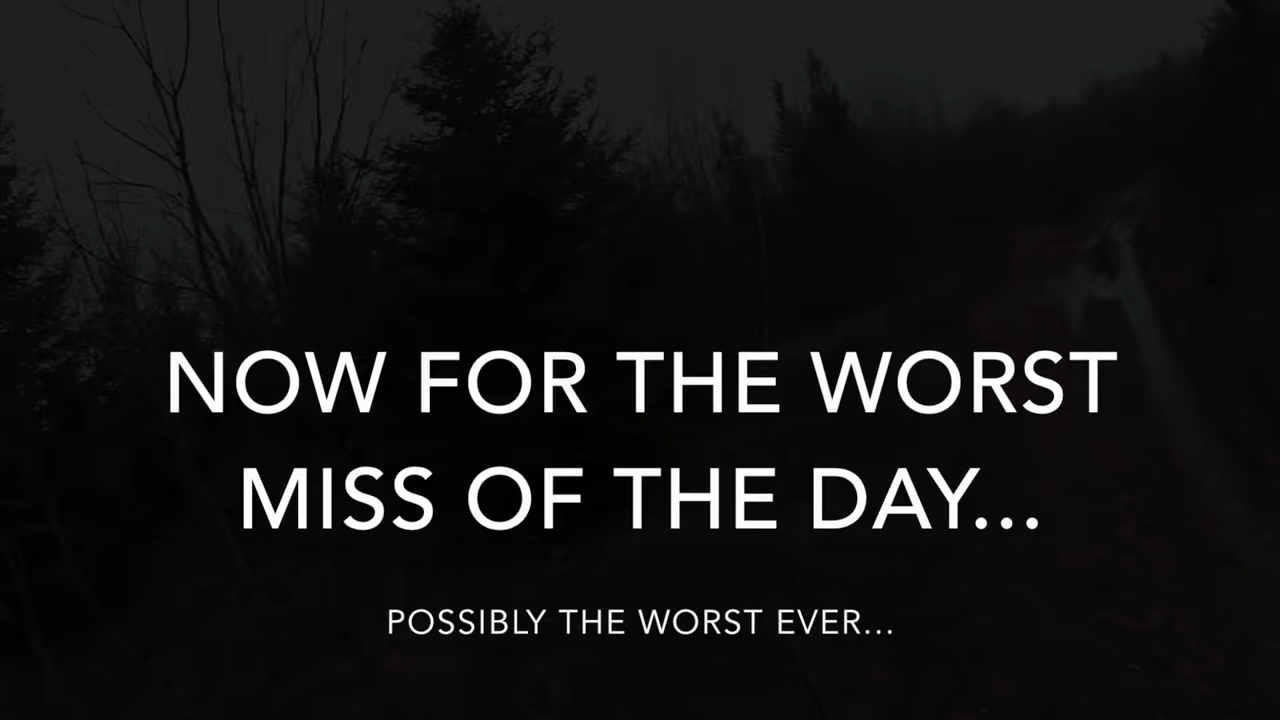 NOW FOR THE WORST
MISS OF THE DAY...
POSSIBLY THE WORST EVER...